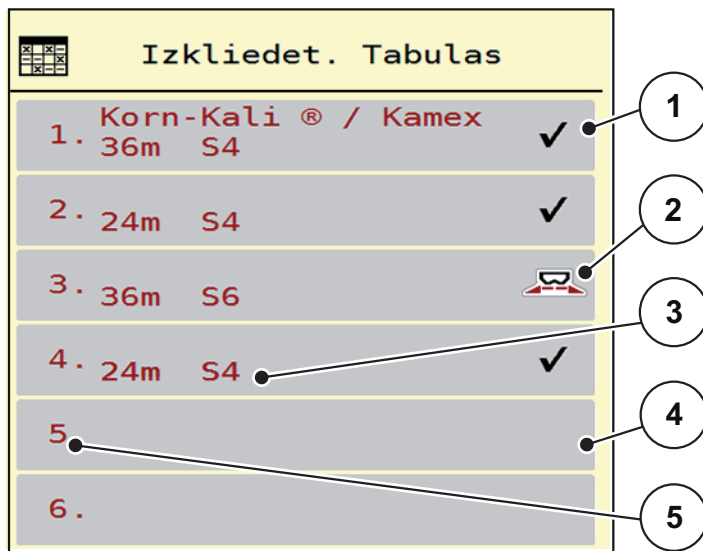 Izkliedet. Tabulas
1. Korn-Kali ® / Kamex
36m S4 ✓
2. 24m S4 ✓
3. 36m S6
4. 24m S4 ✓
5.
6.
1
2
3
4
5